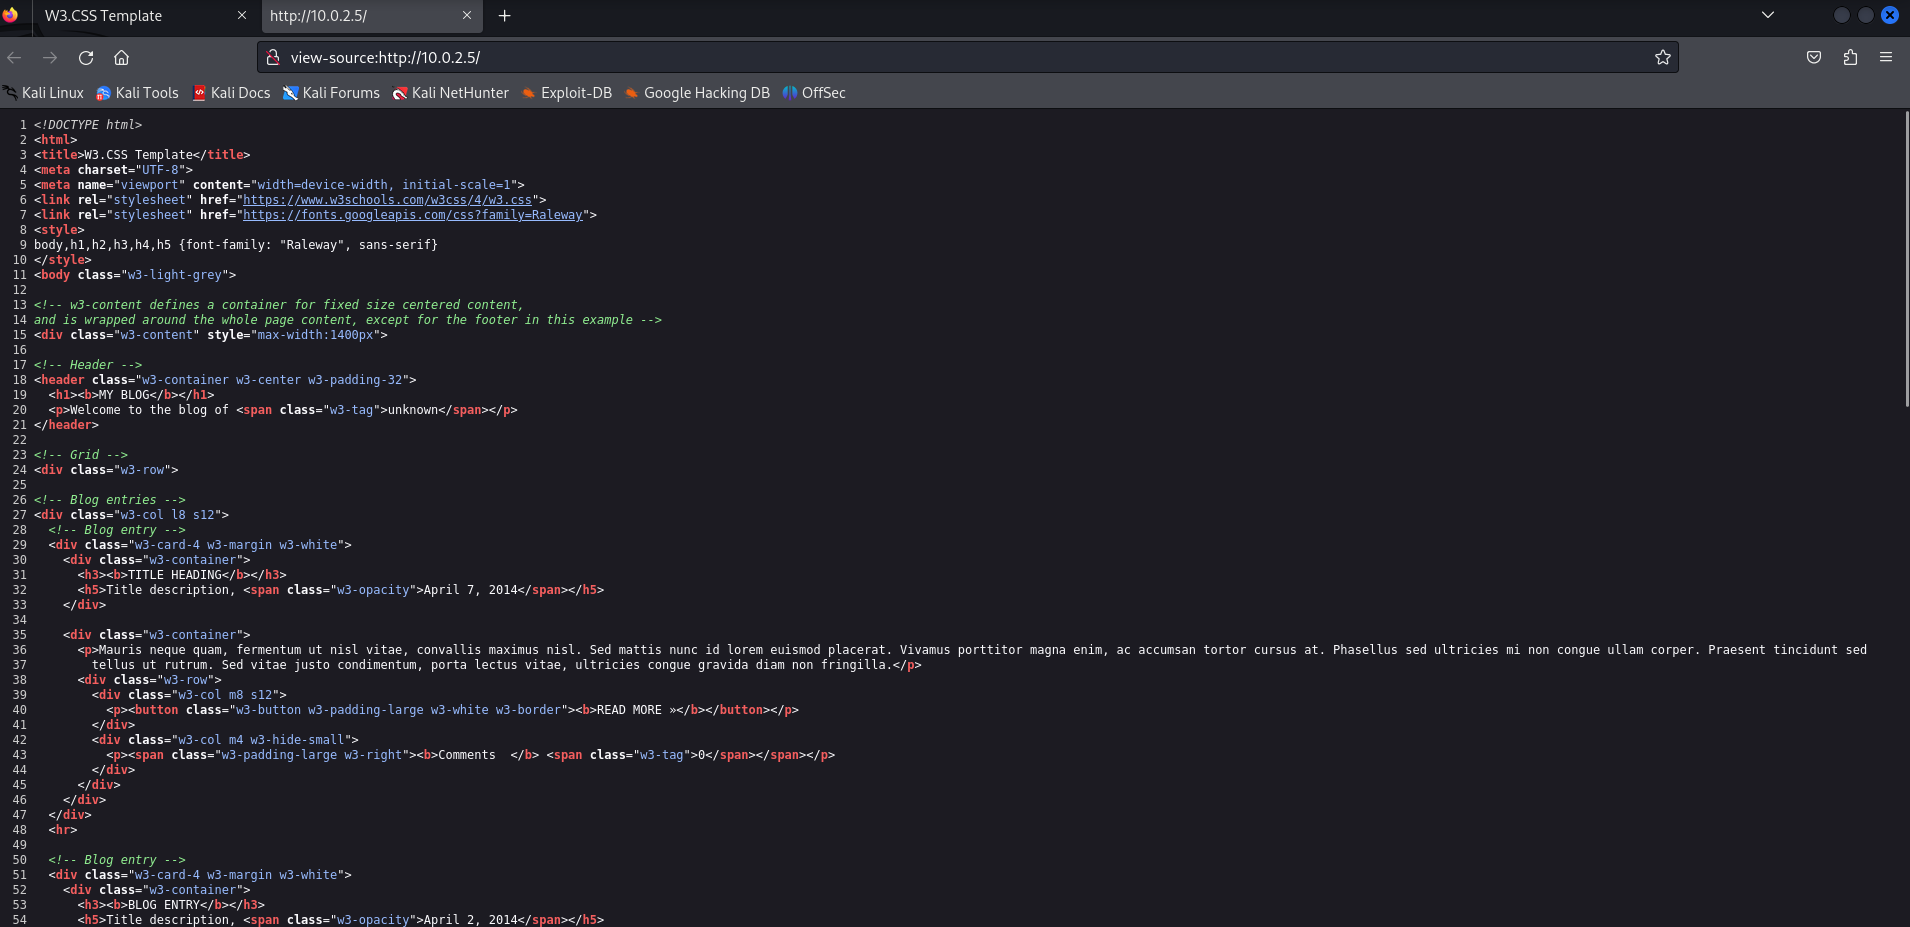 W3.CSS Template
http://10.0.2.5/
view-source:http://10.0.2.5/
Kali Linux Kali Tools Kali Docs Kali Forums Kali NetHunter Exploit-DB Google Hacking DB OffSec
1 <!DOCTYPE html>
2 <html>
3 <title>W3.CSS Template</title>
4 <meta charset="UTF-8">
5 <meta name="viewport" content="width=device-width, initial-scale=1">
6 <link rel="stylesheet" href="https://www.w3schools.com/w3css/4/w3.css">
7 <link rel="stylesheet" href="https://fonts.googleapis.com/css?family=Raleway">
8 <style>
9 body,h1,h2,h3,h4,h5 {font-family: "Raleway", sans-serif}
10 </style>
11 <body class="w3-light-grey">
12
13 <!-- w3-content defines a container for fixed size centered content,
14 and is wrapped around the whole page content, except for the footer in this example -->
15 <div class="w3-content" style="max-width:1400px">
16
17 <!-- Header -->
18 <header class="w3-container w3-center w3-padding-32">
19   <h1><b>MY BLOG</b></h1>
20   <p>Welcome to the blog of <span class="w3-tag">unknown</span></p>
21 </header>
22
23 <!-- Grid -->
24 <div class="w3-row">
25
26 <!-- Blog entries -->
27 <div class="w3-col l8 s12">
28   <!-- Blog entry -->
29   <div class="w3-card-4 w3-margin w3-white">
30     <div class="w3-container">
31       <h3><b>TITLE HEADING</b></h3>
32       <h5>Title description, <span class="w3-opacity">April 7, 2014</span></h5>
33     </div>
34
35     <div class="w3-container">
36       <p>Mauris neque quam, fermentum ut nisl vitae, convallis maximus nisl. Sed mattis nunc id lorem euismod placerat. Vivamus porttitor magna enim, ac accumsan tortor cursus at. Phasellus sed ultricies mi non congue ullam corper. Praesent tincidunt sed
37         tellus ut rutrum. Sed vitae justo condimentum, porta lectus vitae, ultricies congue gravida diam non fringilla.</p>
38       <div class="w3-row">
39         <div class="w3-col m8 s12">
40           <p><button class="w3-button w3-padding-large w3-white w3-border"><b>READ MORE »</b></button></p>
41         </div>
42         <div class="w3-col m4 w3-hide-small">
43           <p><span class="w3-padding-large w3-right"><b>Comments  </b> <span class="w3-tag">0</span></span></p>
44         </div>
45       </div>
46     </div>
47   </div>
48   <hr>
49
50   <!-- Blog entry -->
51   <div class="w3-card-4 w3-margin w3-white">
52     <div class="w3-container">
53       <h3><b>BLOG ENTRY</b></h3>
54       <h5>Title description, <span class="w3-opacity">April 2, 2014</span></h5>